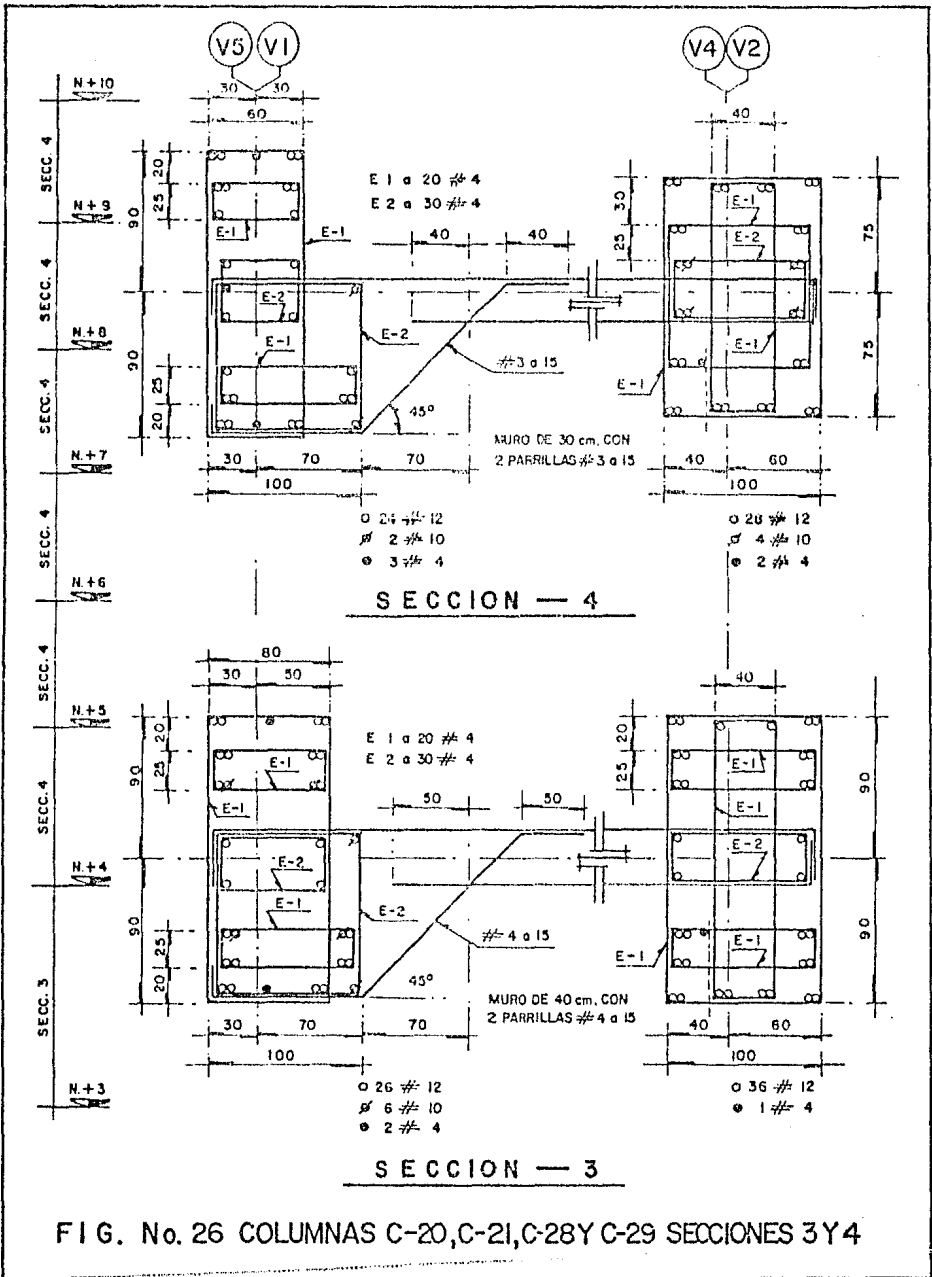 V5 V1
V4 V2
N+10
30 30
60
40
SECC. 4
20
25
90
E 1 a 20 # 4
E 2 a 30 # 4
30
25
75
N+9
E-1
E-1
E-1
E-2
40
40
SECC. 4
E-2
E-2
N+8
E-1
E-1
# 3 a 15
90
25
20
75
E-1
SECC. 4
45°
MURO DE 30 cm, CON
2 PARRILLAS # 3 a 15
N.+7
30 70 70
40 60
100
100
SECC. 4
24 # 12
2 # 10
3 # 4
28 # 12
4 # 10
2 # 4
N.+6
SECCION — 4
SECC. 4
80
30 50
40
N.+5
20
25
90
E 1 a 20 # 4
E 2 a 30 # 4
20
25
90
E-1
E-1
E-1
E-1
SECC. 4
50
50
E-2
E-2
N.+4
E-1
E-2
# 4 a 15
90
25
20
E-1
E-1
90
SECC. 3
45°
MURO DE 40 cm, CON
2 PARRILLAS # 4 a 15
30 70 70
40 60
100
100
N.+3
26 # 12
6 # 10
2 # 4
36 # 12
1 # 4
SECCION — 3
FIG. No. 26 COLUMNAS C-20,C-21,C-28 Y C-29 SECCIONES 3 Y 4